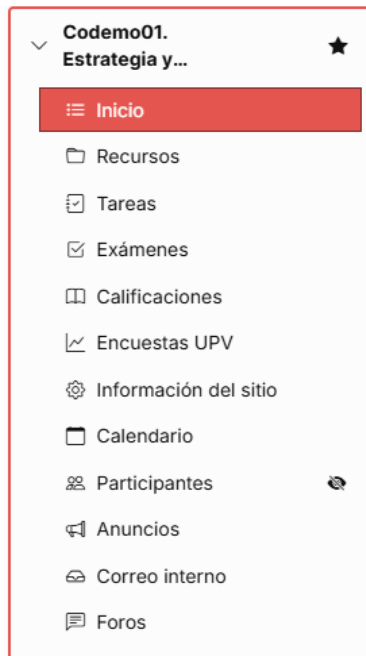 Codemo01.
Estrategia y...
Inicio
Recursos
Tareas
Exámenes
Calificaciones
Encuestas UPV
Información del sitio
Calendario
Participantes
Anuncios
Correo interno
Foros